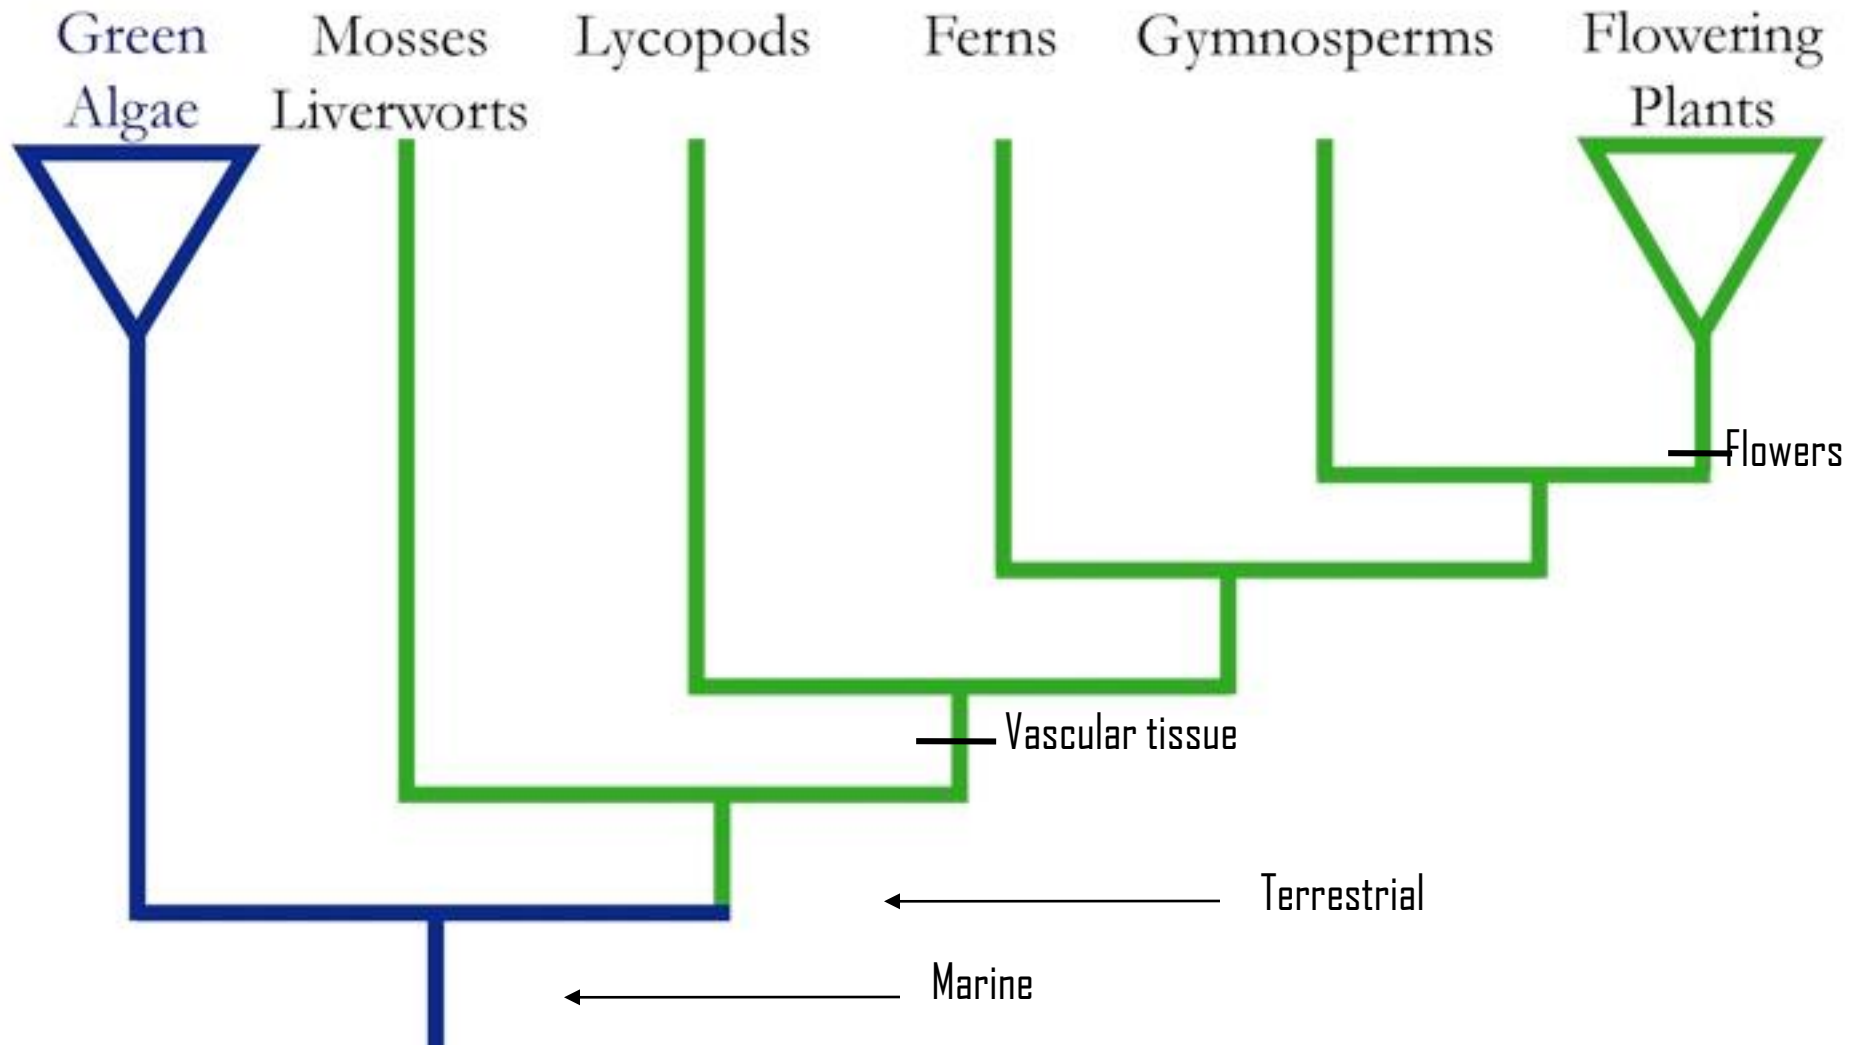 Green
Algae
Mosses
Liverworts
Lycopods
Ferns
Gymnosperms
Flowering
Plants
Flowers
Vascular tissue
Terrestrial
Marine